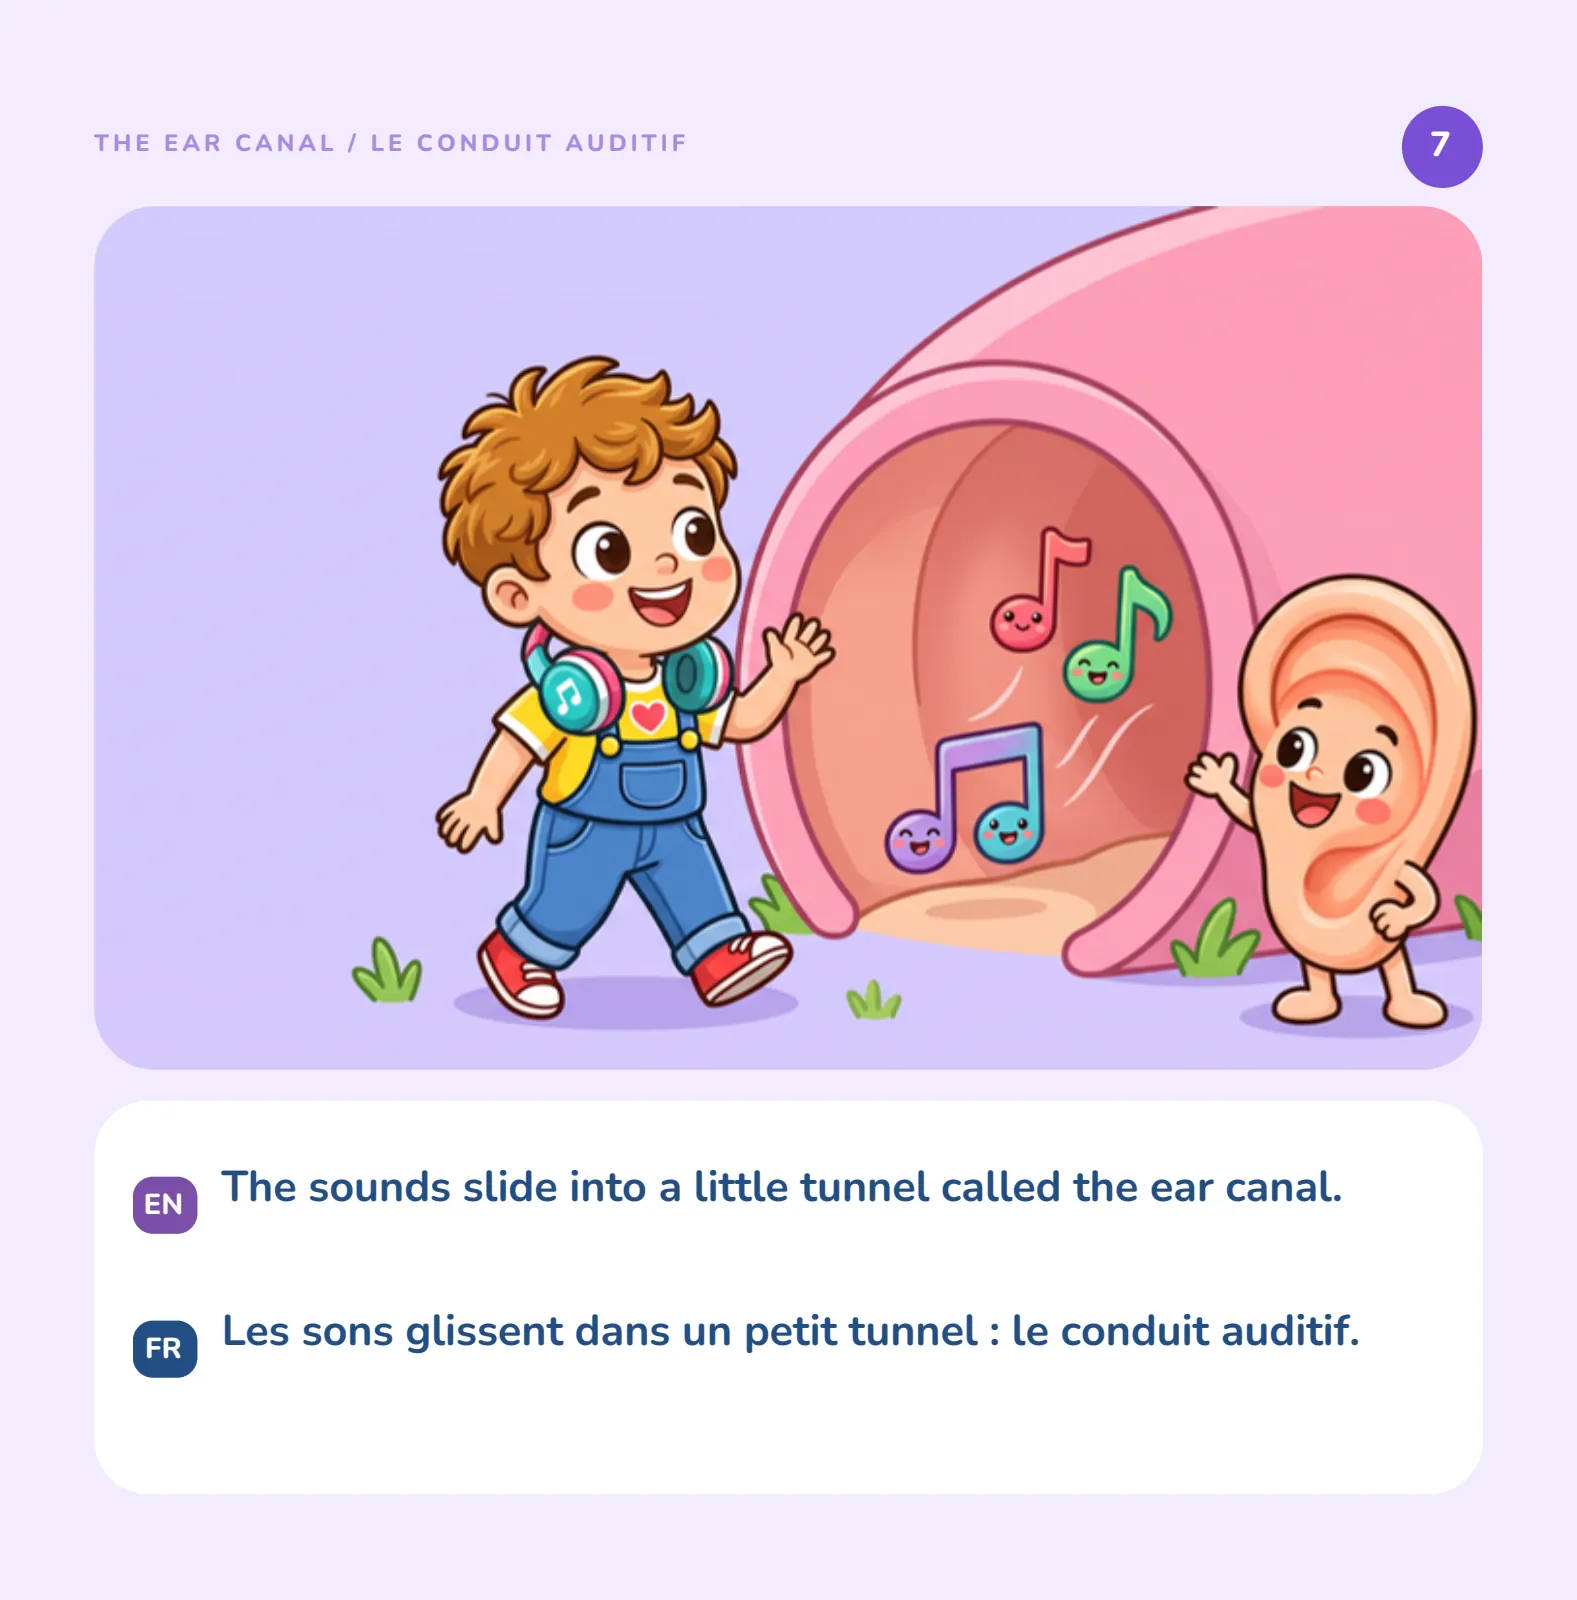 THE EAR CANAL / LE CONDUIT AUDITIF
7
EN The sounds slide into a little tunnel called the ear canal.
FR Les sons glissent dans un petit tunnel : le conduit auditif.